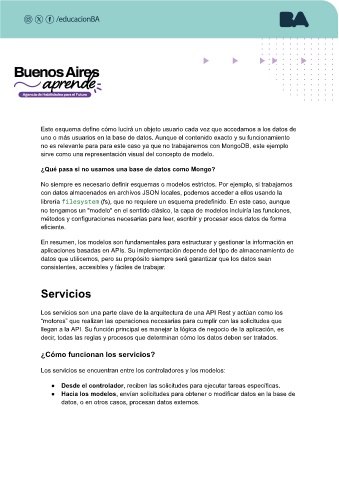 /educacionBA
BA
Buenos Aires
aprende
Agencia de Habilidades para el Futuro
Este esquema define cómo lucirá un objeto usuario cada vez que accedamos a los datos de
uno o más usuarios en la base de datos. Aunque el contenido exacto y su funcionamiento
no es relevante para para este caso ya que no trabajaremos con MongoDB, este ejemplo
sirve como una representación visual del concepto de modelo.
¿Qué pasa si no usamos una base de datos como Mongo?
No siempre es necesario definir esquemas o modelos estrictos. Por ejemplo, si trabajamos
con datos almacenados en archivos JSON locales, podemos acceder a ellos usando la
librería filesystem (fs), que no requiere un esquema predefinido. En este caso, aunque
no tengamos un "modelo" en el sentido clásico, la capa de modelos incluiría las funciones,
métodos y configuraciones necesarias para leer, escribir y procesar esos datos de forma
eficiente.
En resumen, los modelos son fundamentales para estructurar y gestionar la información en
aplicaciones basadas en APIs. Su implementación depende del tipo de almacenamiento de
datos que utilicemos, pero su propósito siempre será garantizar que los datos sean
consistentes, accesibles y fáciles de trabajar.
Servicios
Los servicios son una parte clave de la arquitectura de una API Rest y actúan como los
"motores" que realizan las operaciones necesarias para cumplir con las solicitudes que
llegan a la API. Su función principal es manejar la lógica de negocio de la aplicación, es
decir, todas las reglas y procesos que determinan cómo los datos deben ser tratados.
¿Cómo funcionan los servicios?
Los servicios se encuentran entre los controladores y los modelos:
● Desde el controlador, reciben las solicitudes para ejecutar tareas específicas.
● Hacia los modelos, envían solicitudes para obtener o modificar datos en la base de
datos, o en otros casos, procesan datos externos.